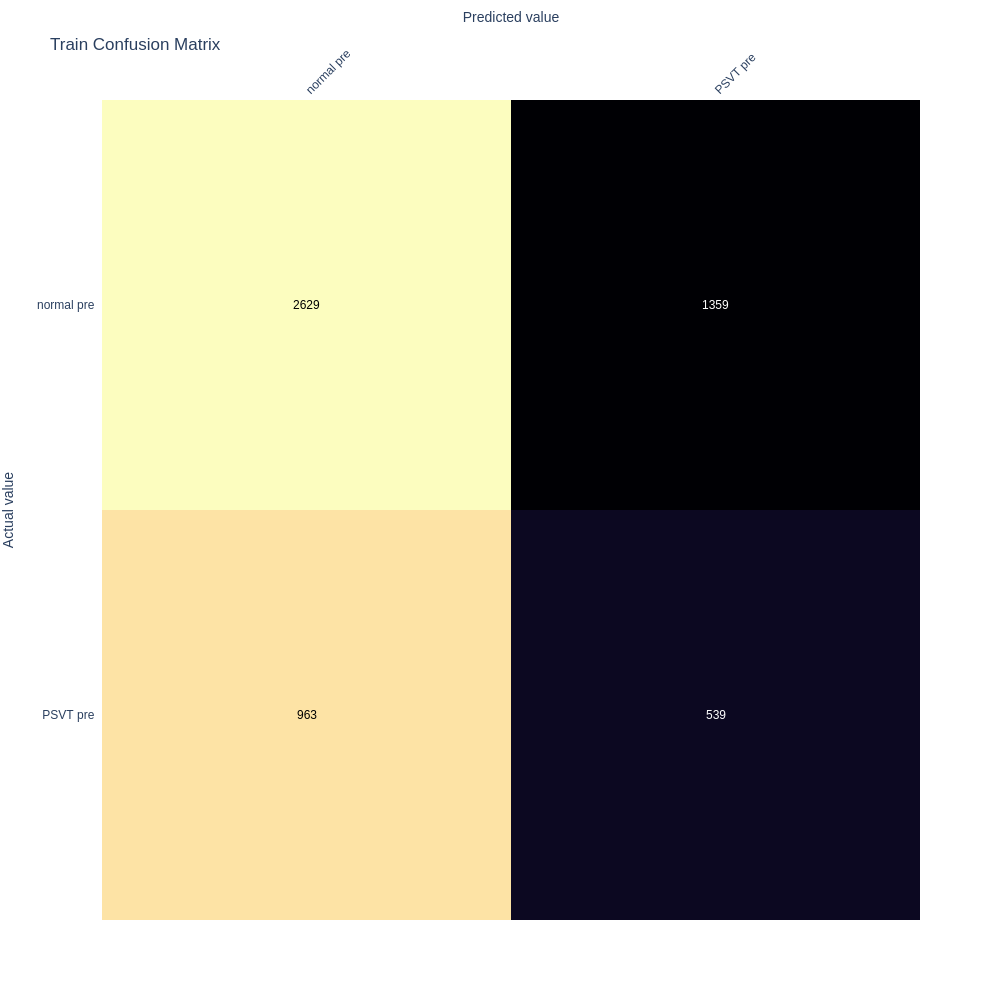 Predicted value
Train Confusion Matrix
normal pre
PSVT pre
normal pre
2629
1359
Actual value
PSVT pre
963
539